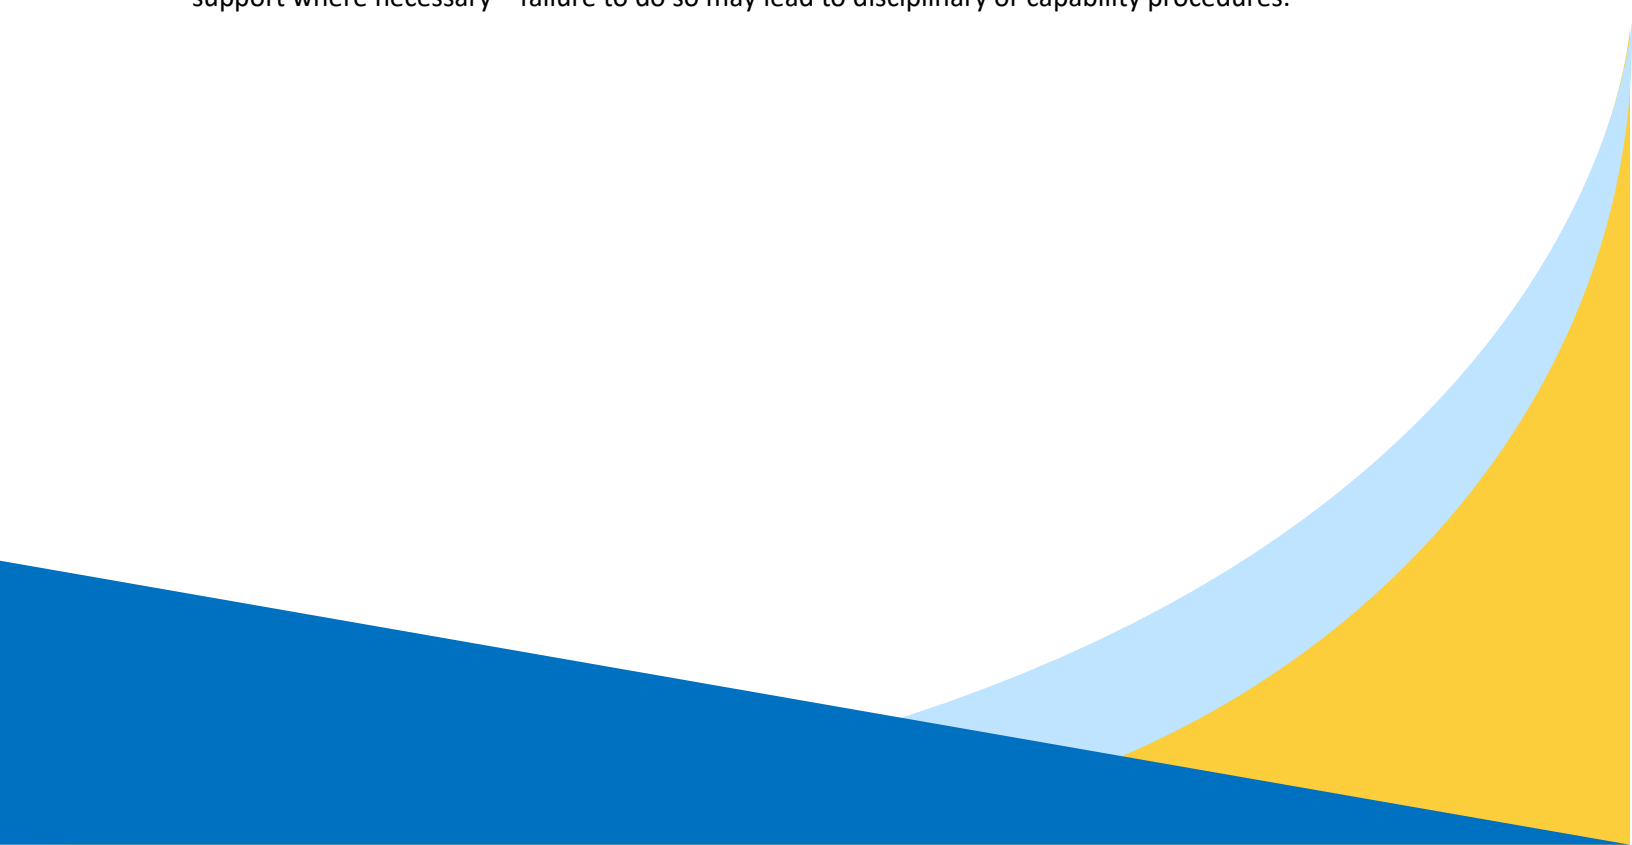 support where necessary – failure to do so may lead to disciplinary or capability procedures.